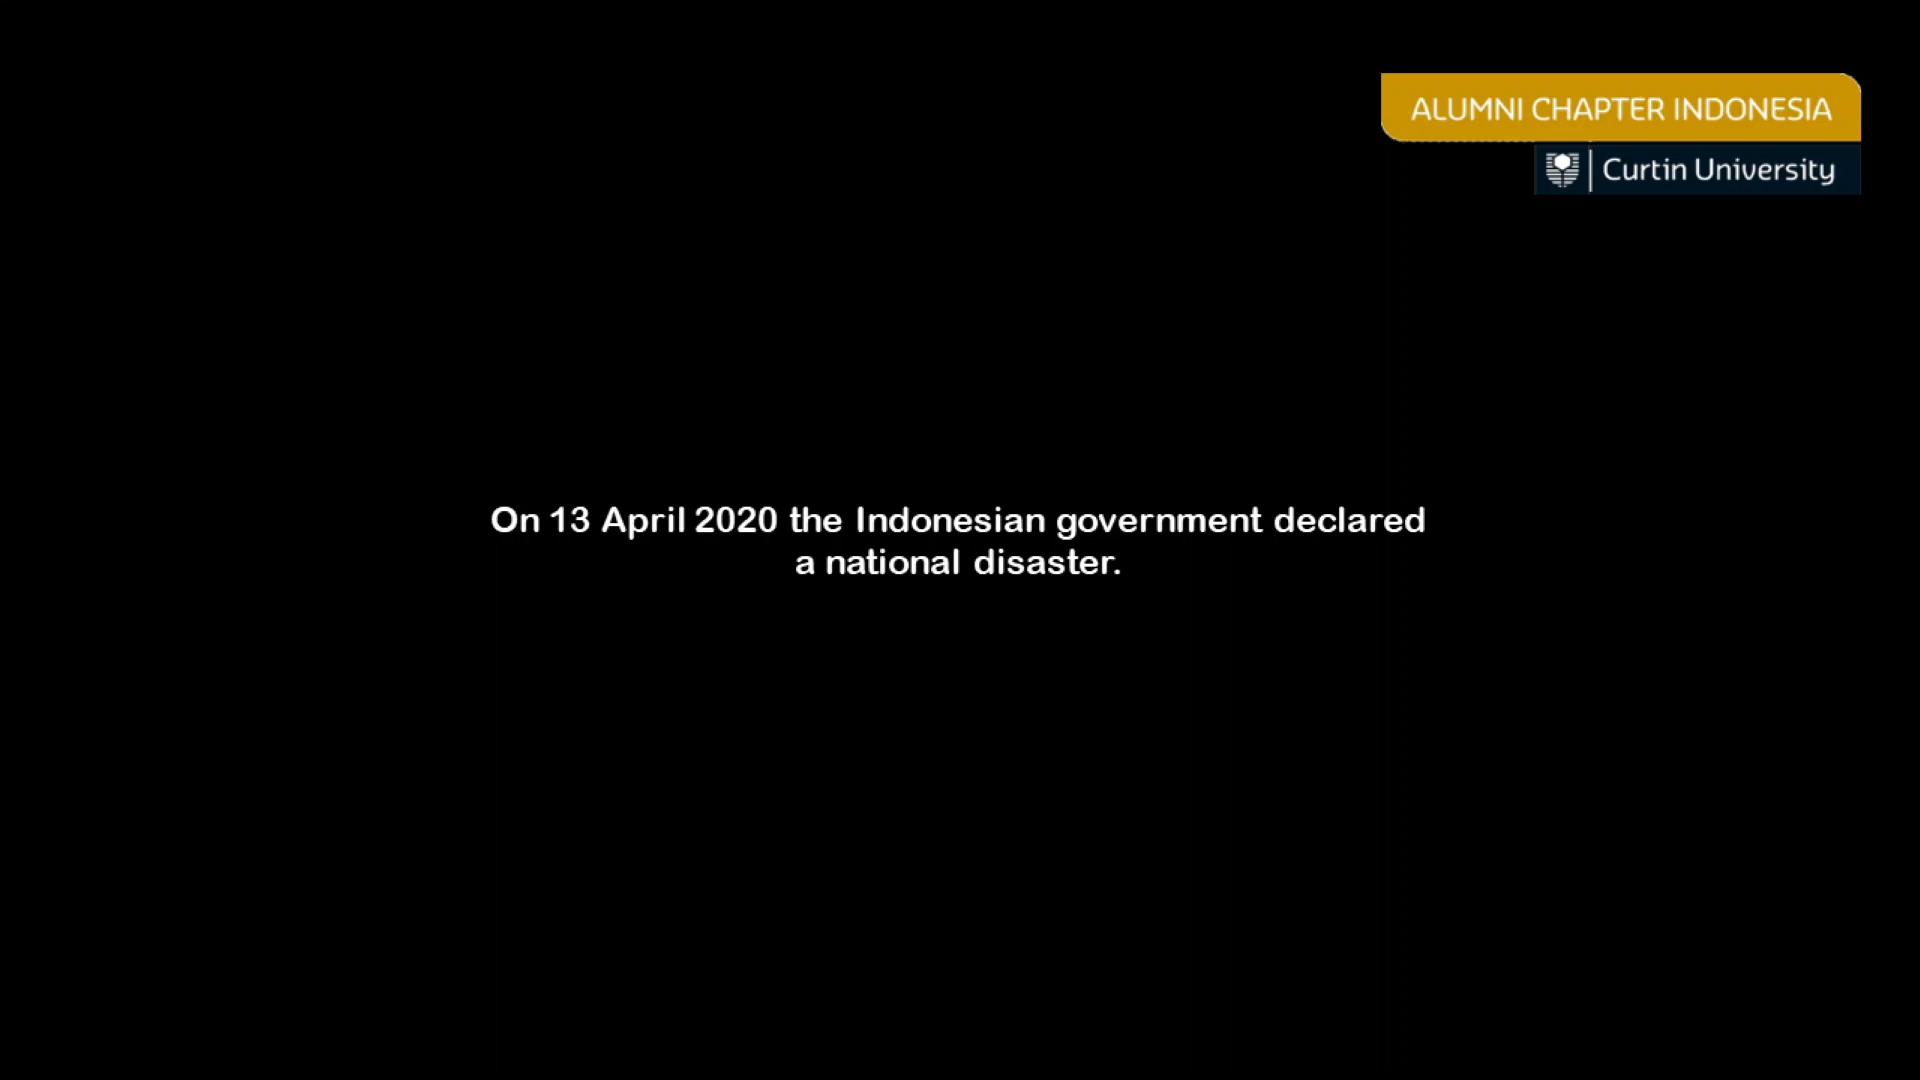 ALUMNI CHAPTER INDONESIA
Curtin University
On 13 April 2020 the Indonesian government declared
a national disaster.